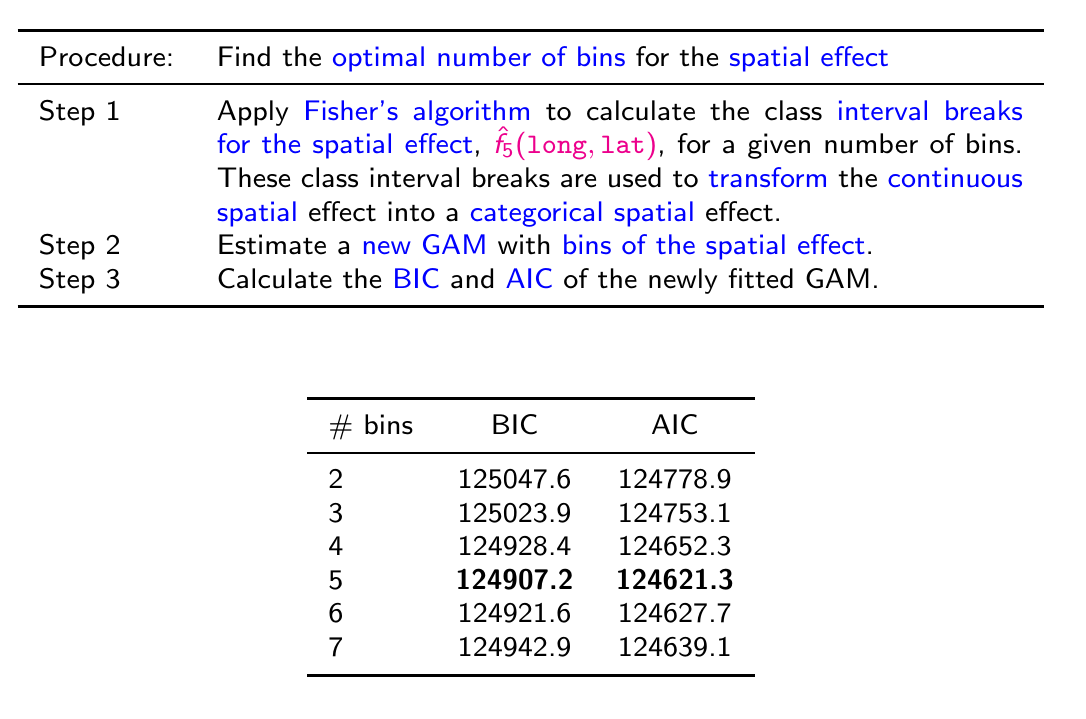 Procedure: Find the optimal number of bins for the spatial effect
Step 1 Apply Fisher's algorithm to calculate the class interval breaks
for the spatial effect, f̂₅(long, lat), for a given number of bins.
These class interval breaks are used to transform the continuous
spatial effect into a categorical spatial effect.
Step 2 Estimate a new GAM with bins of the spatial effect.
Step 3 Calculate the BIC and AIC of the newly fitted GAM.
# bins BIC AIC
2 125047.6 124778.9
3 125023.9 124753.1
4 124928.4 124652.3
5 124907.2 124621.3
6 124921.6 124627.7
7 124942.9 124639.1